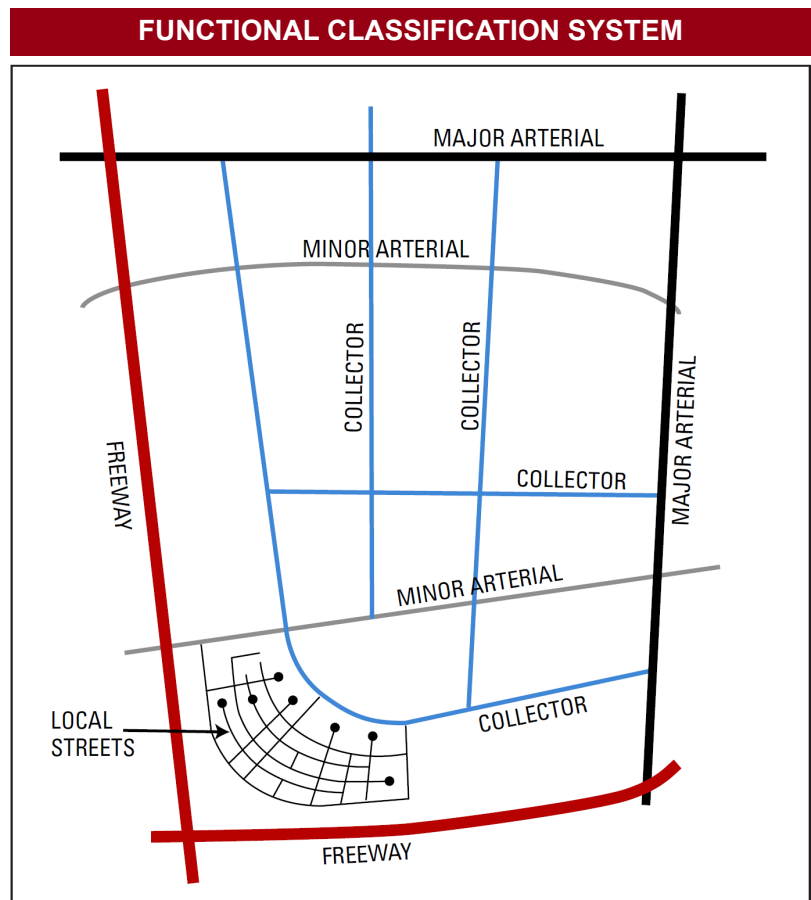 FUNCTIONAL CLASSIFICATION SYSTEM
MAJOR ARTERIAL
MINOR ARTERIAL
COLLECTOR
COLLECTOR
MAJOR ARTERIAL
FREEWAY
COLLECTOR
MINOR ARTERIAL
LOCAL
STREETS
COLLECTOR
FREEWAY